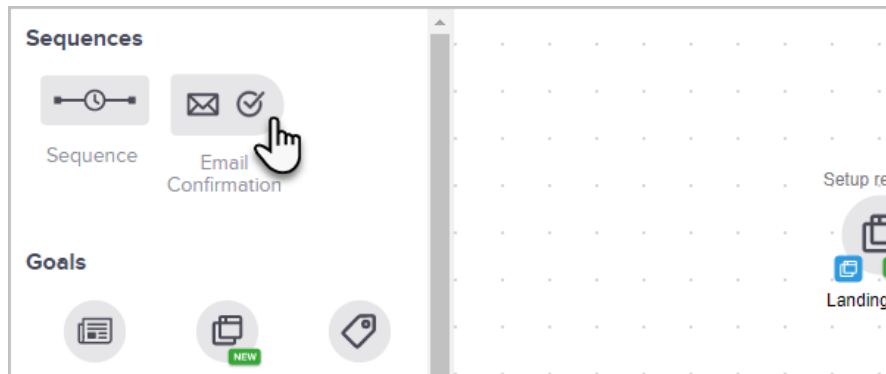 Sequences
Sequence
Email
Confirmation
Setup re
Goals
Landing
NEW